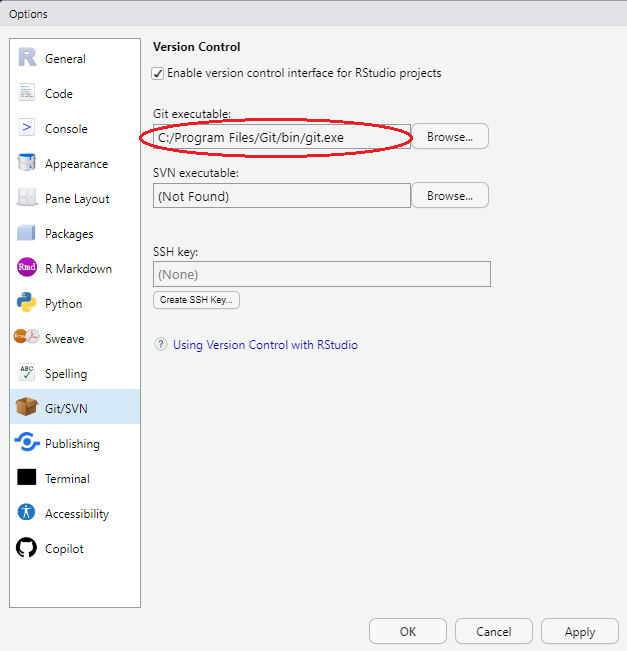 Options
General
Code
Console
Appearance
Pane Layout
Packages
Rmd
R Markdown
Python
Sweave
ABC
Spelling
Git/SVN
Publishing
Terminal
Accessibility
Copilot
Version Control
Enable version control interface for RStudio projects
Git executable:
C:/Program Files/Git/bin/git.exe
Browse...
SVN executable:
(Not Found)
Browse...
SSH key:
(None)
Create SSH Key...
? Using Version Control with RStudio
OK Cancel Apply